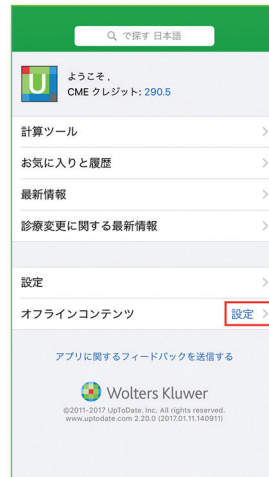 で探す 日本語
ようこそ,
CME クレジット: 290.5
計算ツール
お気に入りと履歴
最新情報
診療変更に関する最新情報
設定
オフラインコンテンツ 設定
アプリに関するフィードバックを送信する
Wolters Kluwer
©2011-2017 UpToDate, Inc. All rights reserved.
www.uptodate.com 2.20.0 (2017.01.11.140911)